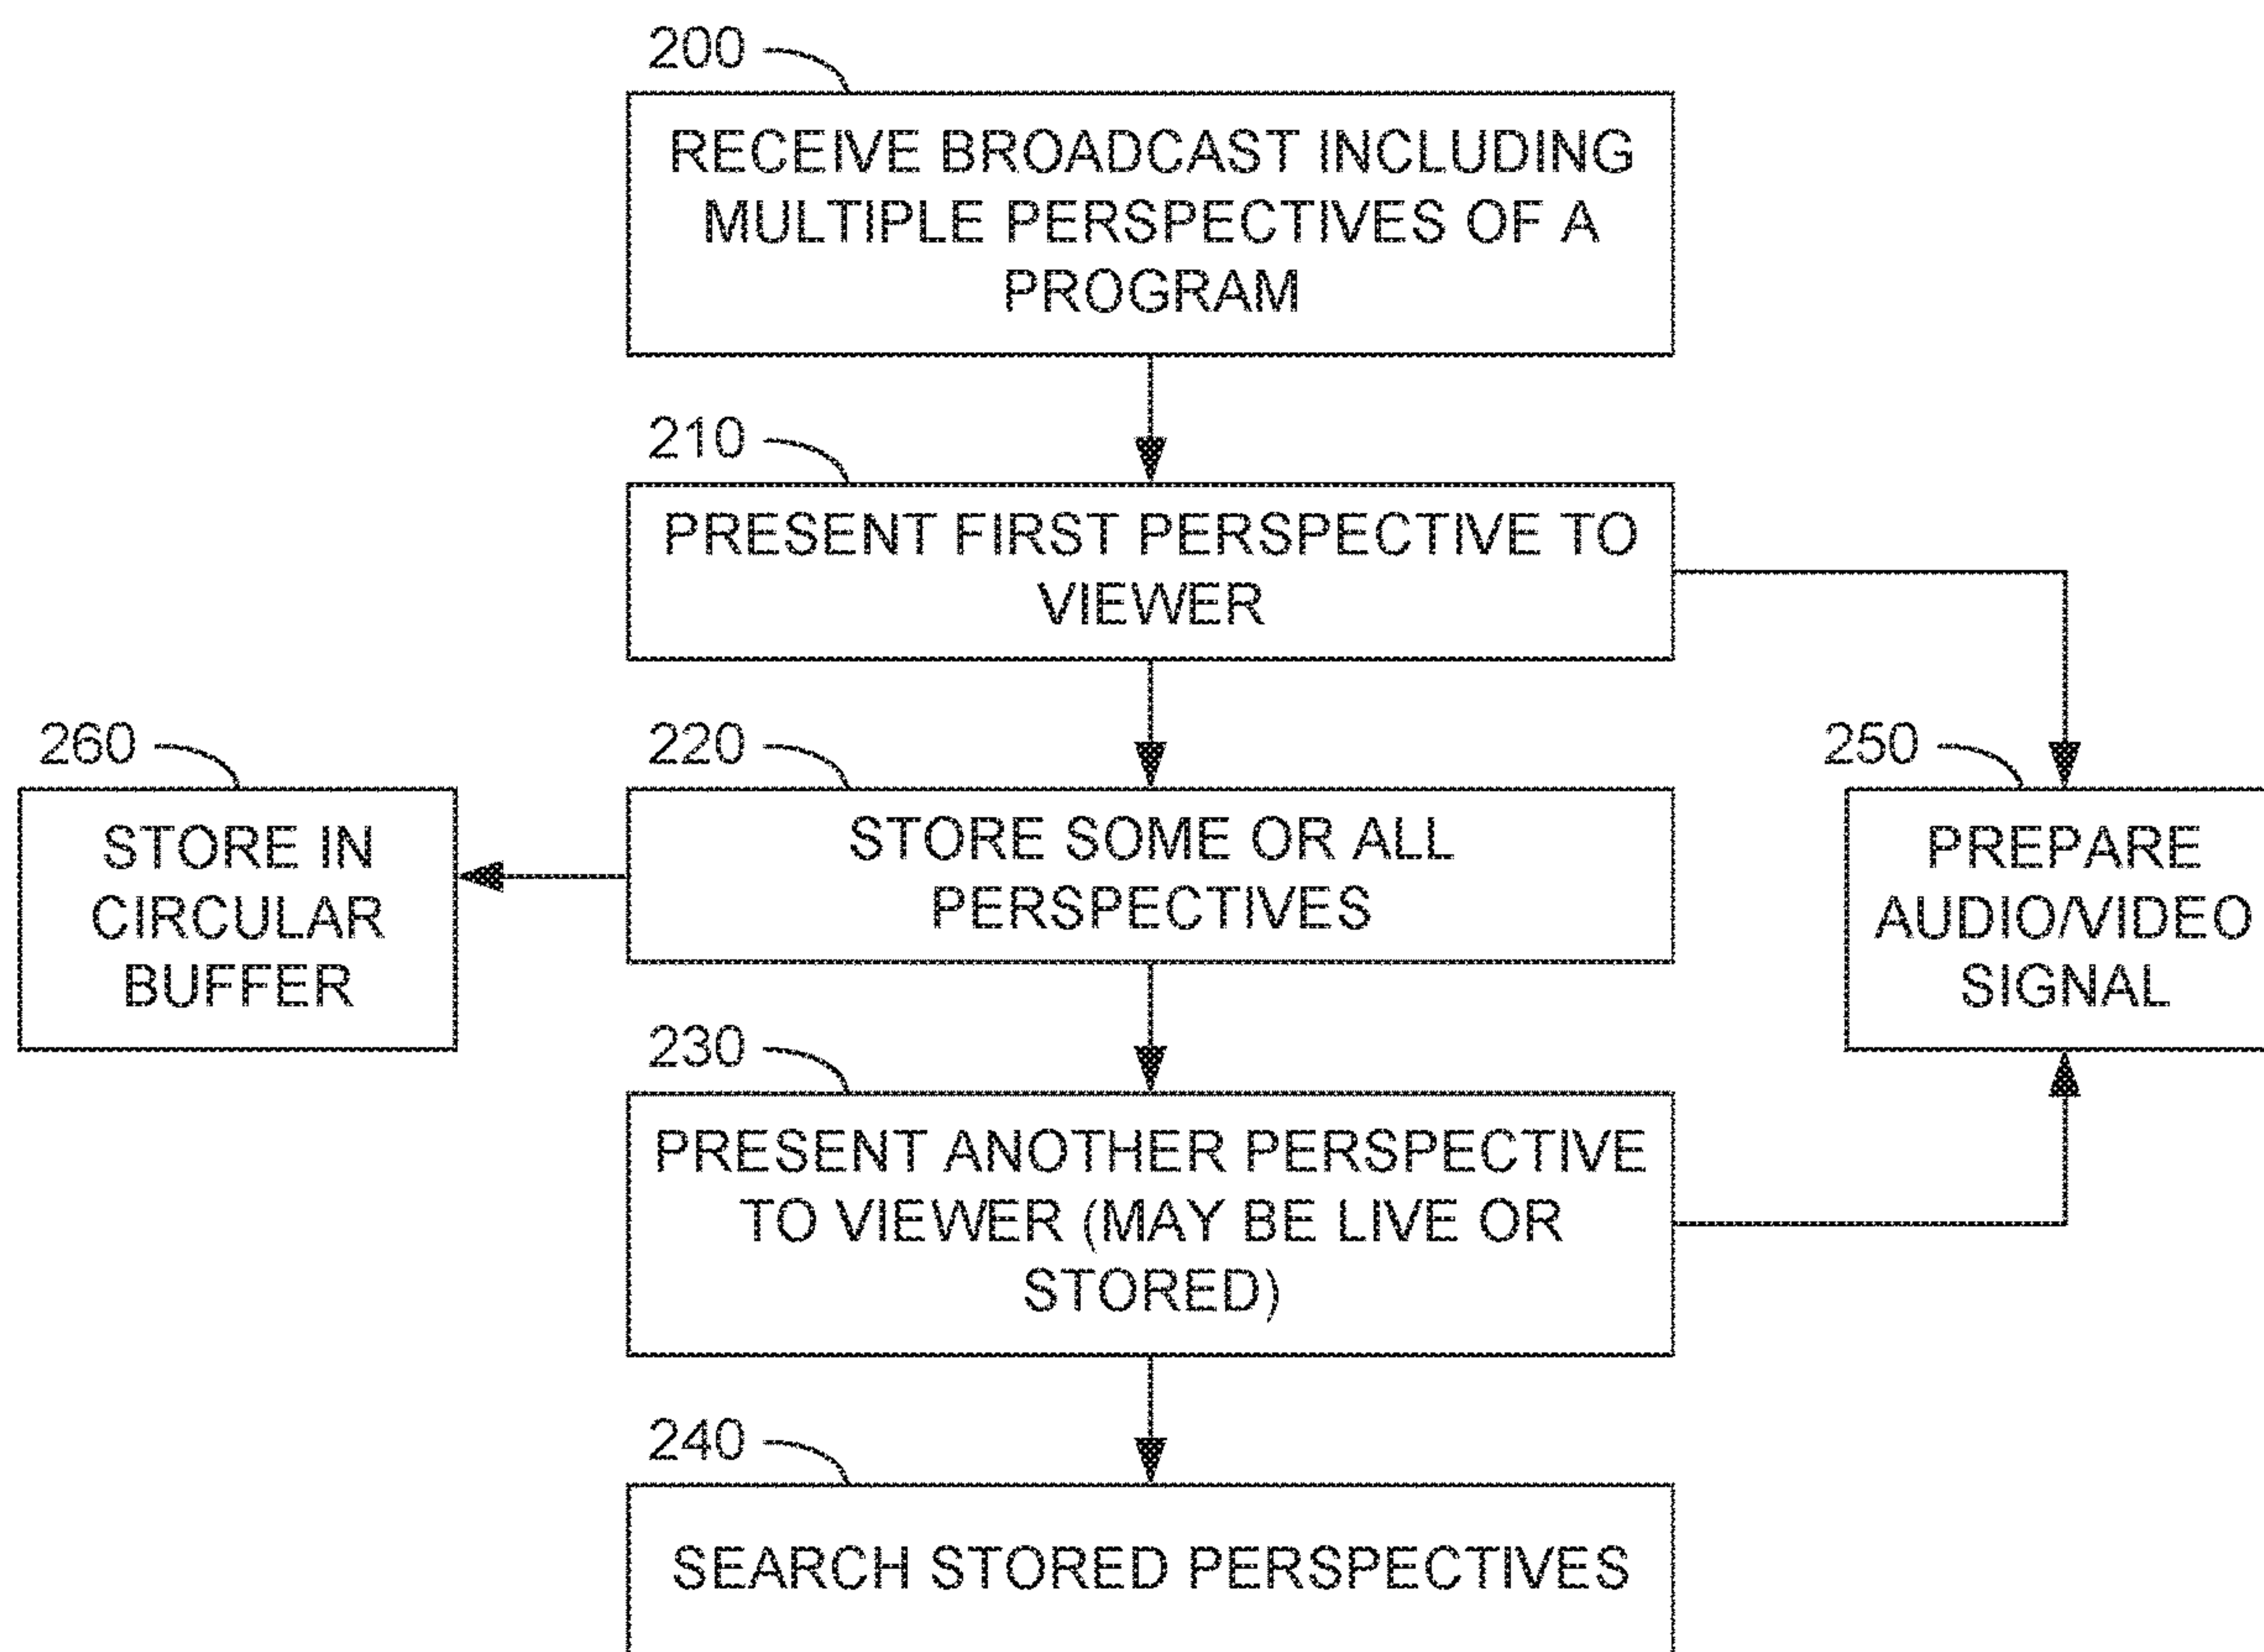 200
RECEIVE BROADCAST INCLUDING
MULTIPLE PERSPECTIVES OF A
PROGRAM
210
PRESENT FIRST PERSPECTIVE TO
VIEWER
260
STORE IN
CIRCULAR
BUFFER
220
STORE SOME OR ALL
PERSPECTIVES
250
PREPARE
AUDIO/VIDEO
SIGNAL
230
PRESENT ANOTHER PERSPECTIVE
TO VIEWER (MAY BE LIVE OR
STORED)
240
SEARCH STORED PERSPECTIVES